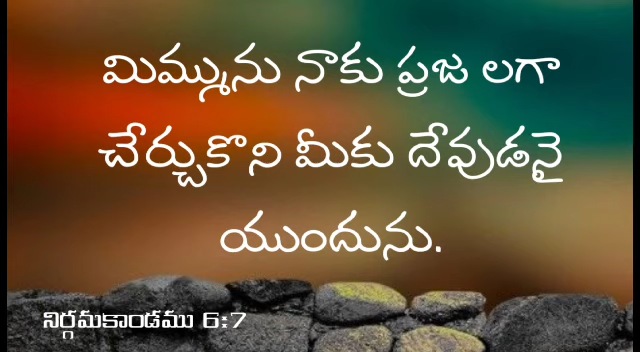 మిమ్మును నాకు ప్రజ లగా
చేర్చుకొని మీకు దేవుడనై
యుందును.
నిర్గమకాండము 6:7